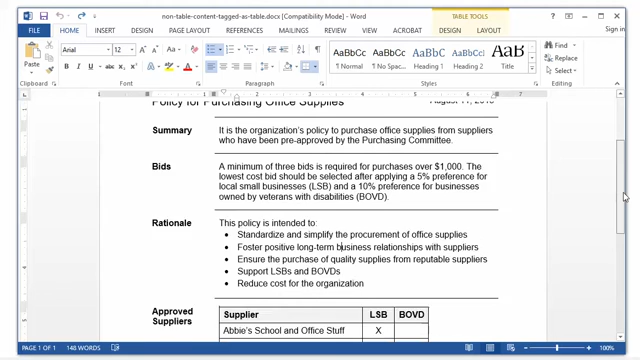 non-table-content-tagged-as-table.docx [Compatibility Mode] - Word
TABLE TOOLS
FILE HOME INSERT DESIGN PAGE LAYOUT REFERENCES MAILINGS REVIEW VIEW ACROBAT DESIGN LAYOUT
Sign in
Paste
Clipboard
Arial 12
Font
Paragraph
AaBbCc AaBbCc AaBbCc AaBbCcI AaB
¶ Normal ¶ No Spac... Heading 1 Heading 2 Title
Styles
Find
Replace
Select
Editing
Policy for Purchasing Office Supplies
Summary
It is the organization's policy to purchase office supplies from suppliers
who have been pre-approved by the Purchasing Committee.
Bids
A minimum of three bids is required for purchases over $1,000. The
lowest cost bid should be selected after applying a 5% preference for
local small businesses (LSB) and a 10% preference for businesses
owned by veterans with disabilities (BOVD).
Rationale
This policy is intended to:
• Standardize and simplify the procurement of office supplies
• Foster positive long-term business relationships with suppliers
• Ensure the purchase of quality supplies from reputable suppliers
• Support LSBs and BOVDs
• Reduce cost for the organization
Approved
Suppliers
Supplier LSB BOVD
Abbie's School and Office Stuff X
PAGE 1 OF 1 148 WORDS
100%